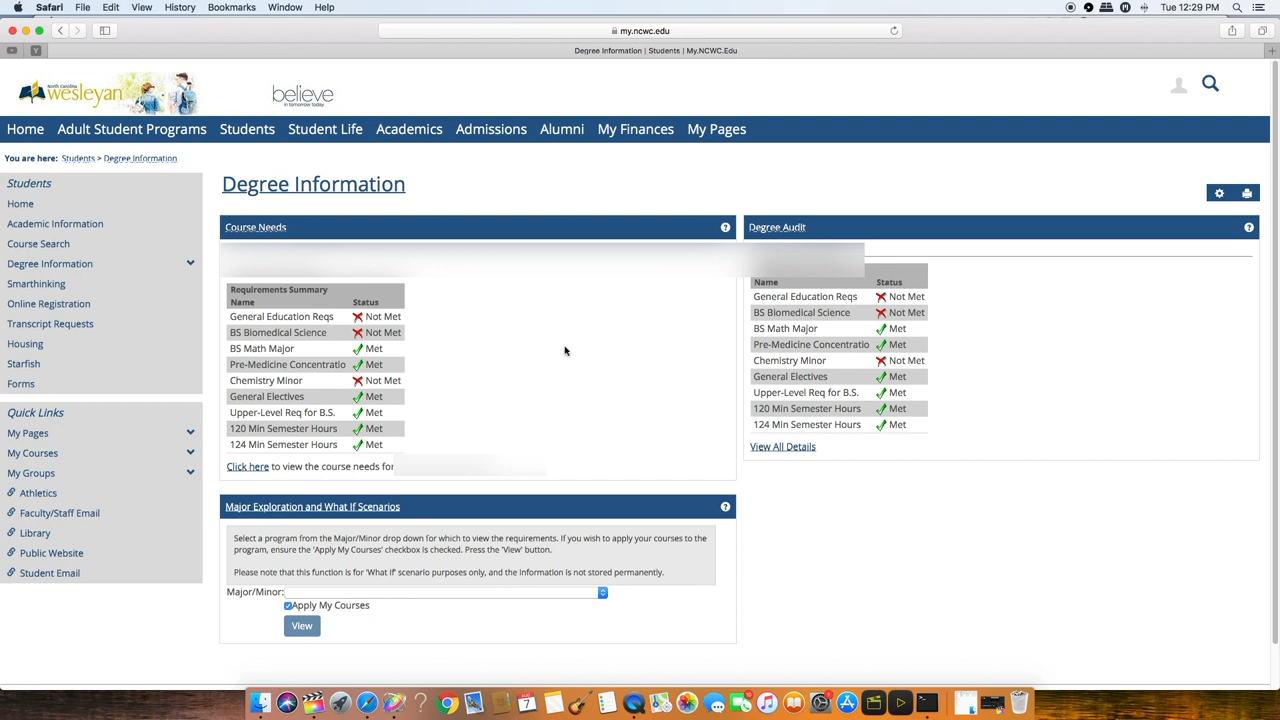 Safari File Edit View History Bookmarks Window Help Tue 12:29 PM
my.ncwc.edu
Degree Information | Students | My.NCWC.Edu
North Carolina
wesleyan
believe
in tomorrow today
Home Adult Student Programs Students Student Life Academics Admissions Alumni My Finances My Pages
You are here: Students > Degree Information
Students
Home
Academic Information
Course Search
Degree Information
Smarthinking
Online Registration
Transcript Requests
Housing
Starfish
Forms
Quick Links
My Pages
My Courses
My Groups
Athletics
Faculty/Staff Email
Library
Public Website
Student Email
Degree Information
Course Needs
Requirements Summary
Name Status
General Education Reqs Not Met
BS Biomedical Science Not Met
BS Math Major Met
Pre-Medicine Concentratio Met
Chemistry Minor Not Met
General Electives Met
Upper-Level Req for B.S. Met
120 Min Semester Hours Met
124 Min Semester Hours Met
Click here to view the course needs for
Major Exploration and What If Scenarios
Select a program from the Major/Minor drop down for which to view the requirements. If you wish to apply your courses to the
program, ensure the 'Apply My Courses' checkbox is checked. Press the 'View' button.
Please note that this function is for 'What If' scenario purposes only, and the information is not stored permanently.
Major/Minor:
Apply My Courses
View
Degree Audit
Name Status
General Education Reqs Not Met
BS Biomedical Science Not Met
BS Math Major Met
Pre-Medicine Concentratio Met
Chemistry Minor Not Met
General Electives Met
Upper-Level Req for B.S. Met
120 Min Semester Hours Met
124 Min Semester Hours Met
View All Details